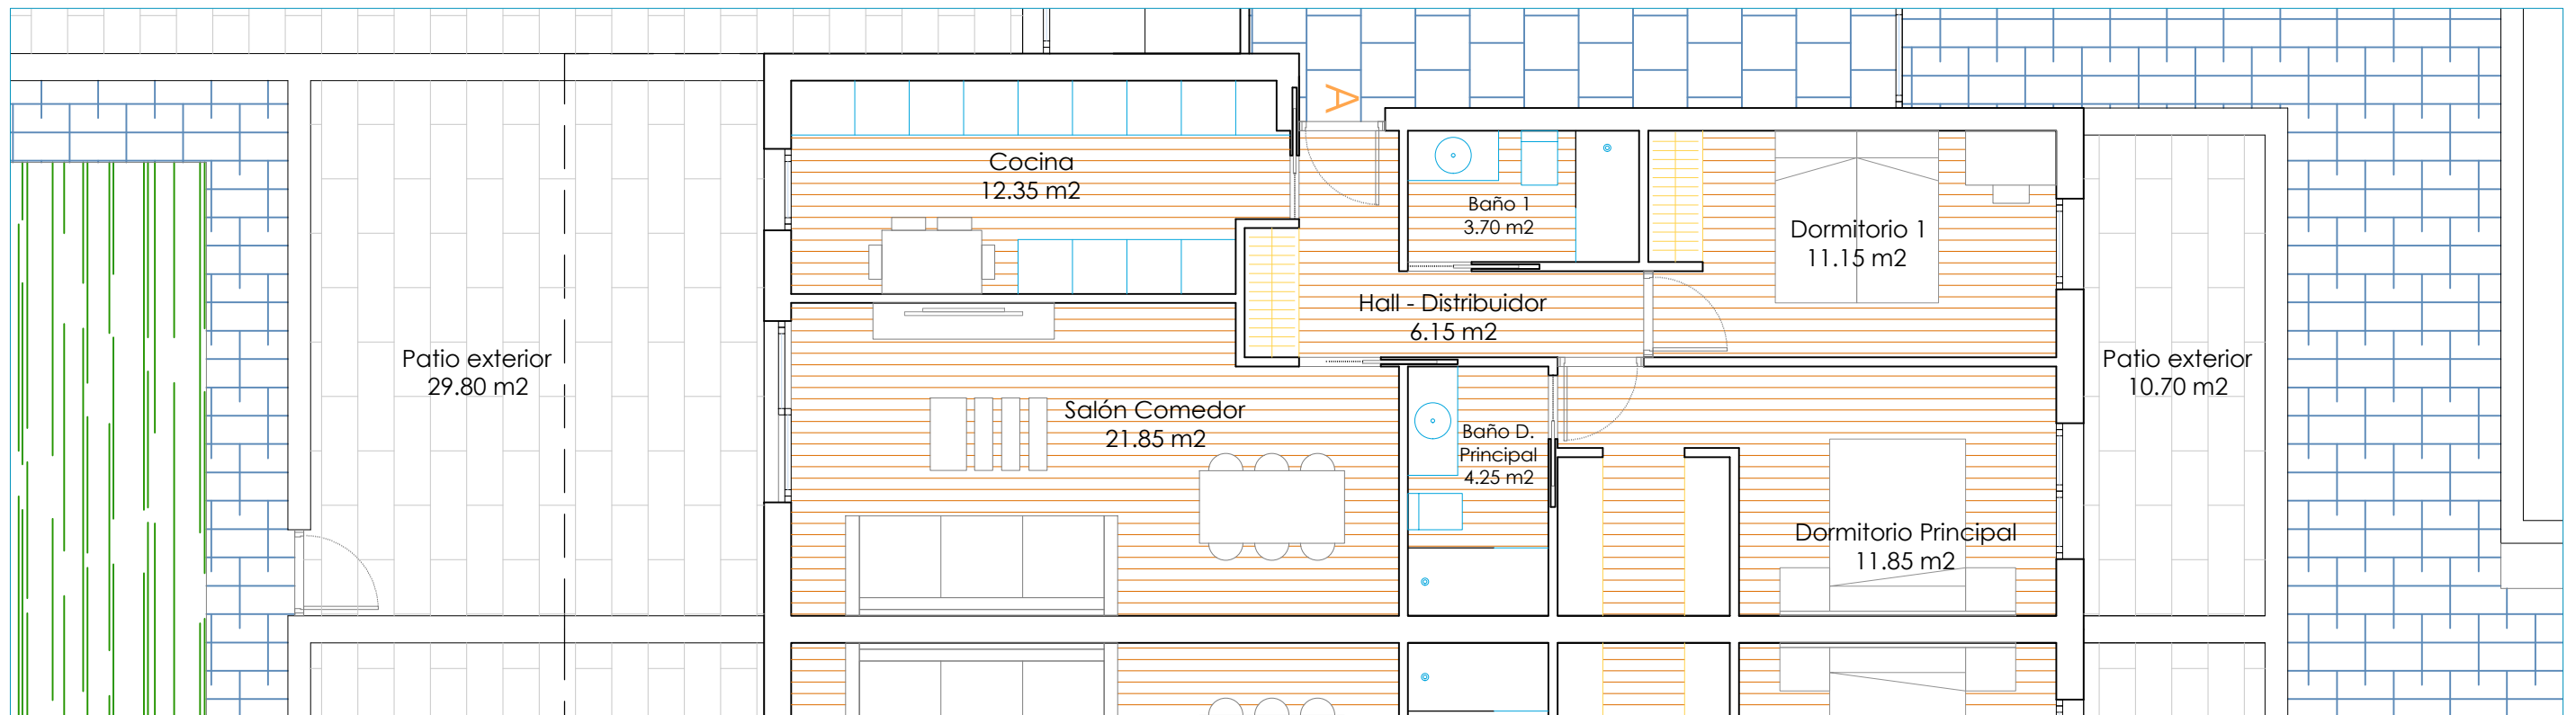 A
Cocina
12.35 m2
Baño 1
3.70 m2
Dormitorio 1
11.15 m2
Hall - Distribuidor
6.15 m2
Patio exterior
29.80 m2
Patio exterior
10.70 m2
Salón Comedor
21.85 m2
Baño D.
Principal
4.25 m2
Dormitorio Principal
11.85 m2